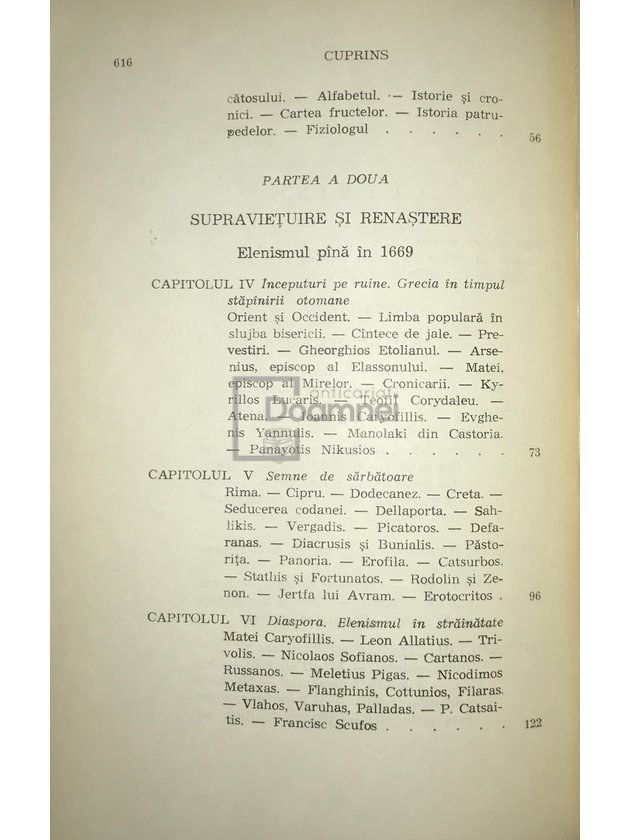 616
CUPRINS
cătosului. — Alfabetul. — Istorie și cro-
nici. — Cartea fructelor. — Istoria patru-
pedelor. — Fiziologul . . . . . . 56
PARTEA A DOUA
SUPRAVIEȚUIRE ȘI RENAȘTERE
Elenismul pînă în 1669
CAPITOLUL IV Inceputuri pe ruine. Grecia în timpul
stăpînirii otomane
Orient și Occident. — Limba populară în
slujba bisericii. — Cîntece de jale. — Pre-
vestiri. — Gheorghios Etolianul. — Arse-
nius, episcop al Elassonului. — Matei,
episcop al Mirelor. — Cronicarii. — Ky-
rillos Lucaris. — Teofil Corydaleu. —
Atena. — Ioannis Caryofillis. — Evghe-
nis Yannulis. — Manolaki din Castoria.
— Panayotis Nikusios . . . . . . 73
anticariat
Doamnei
CAPITOLUL V Semne de sărbătoare
Rima. — Cipru. — Dodecanez. — Creta. —
Seducerea codanei. — Dellaporta. — Sah-
likis. — Vergadis. — Picatoros. — Defa-
ranas. — Diacrusis și Bunialis. — Păsto-
rița. — Panoria. — Erofila. — Catsurbos.
— Stathis și Fortunatos. — Rodolin și Ze-
non. — Jertfa lui Avram. — Erotocritos . 96
CAPITOLUL VI Diaspora. Elenismul în străinătate
Matei Caryofillis. — Leon Allatius. — Tri-
volis. — Nicolaos Sofianos. — Cartanos. —
Russanos. — Meletius Pigas. — Nicodimos
Metaxas. — Flanghinis, Cottunios, Filaras.
— Vlahos, Varuhas, Palladas. — P. Catsai-
tis. — Francisc Scufos . . . . . . 122